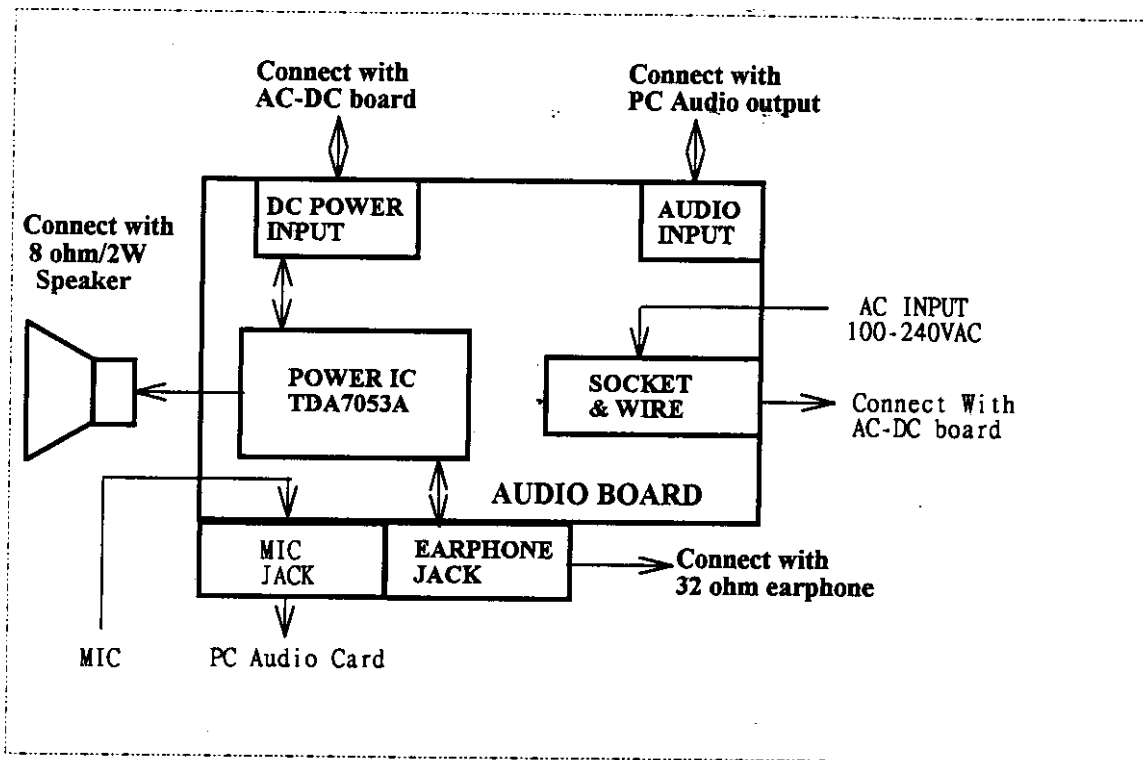 Connect with
AC-DC board
Connect with
PC Audio output
Connect with
8 ohm/2W
Speaker
DC POWER
INPUT
AUDIO
INPUT
AC INPUT
100-240VAC
POWER IC
TDA7053A
SOCKET
& WIRE
Connect With
AC-DC board
AUDIO BOARD
MIC
JACK
EARPHONE
JACK
Connect with
32 ohm earphone
MIC
PC Audio Card